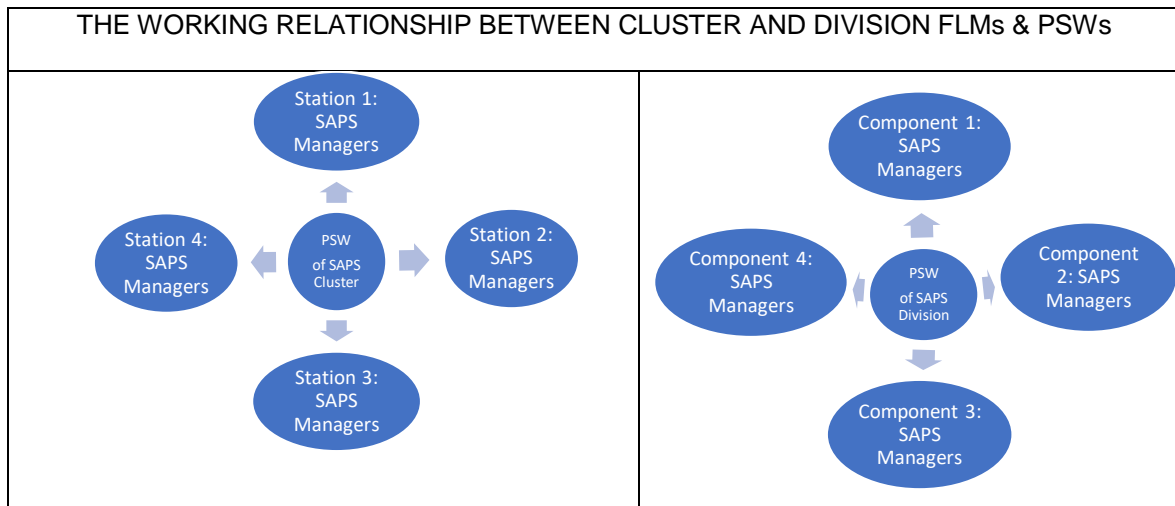 THE WORKING RELATIONSHIP BETWEEN CLUSTER AND DIVISION FLMs & PSWs
Station 1:
SAPS
Managers
Station 4:
SAPS
Managers
PSW
of SAPS
Cluster
Station 2:
SAPS
Managers
Station 3:
SAPS
Managers
Component 1:
SAPS
Managers
Component 4:
SAPS
Managers
PSW
of SAPS
Division
Component
2: SAPS
Managers
Component 3:
SAPS
Managers